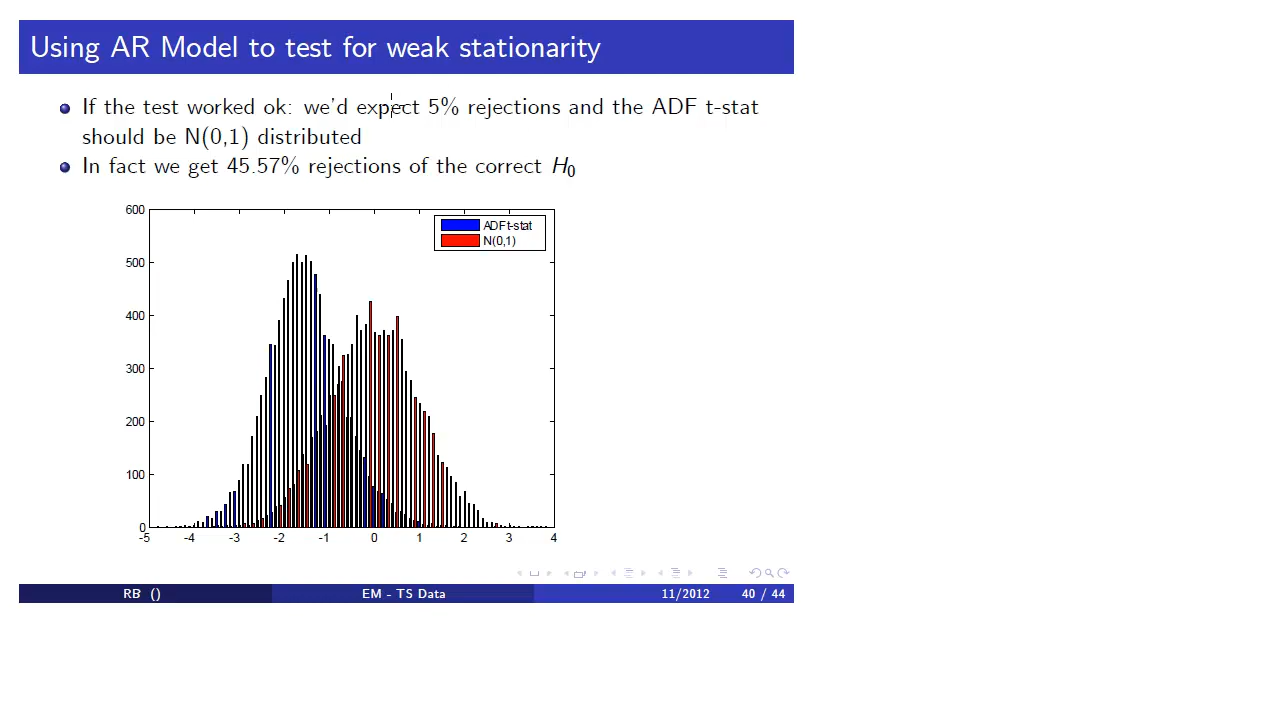 Using AR Model to test for weak stationarity
If the test worked ok: we'd expect 5% rejections and the ADF t-stat
should be N(0,1) distributed
In fact we get 45.57% rejections of the correct H0
600
500
400
300
200
100
0
-5 -4 -3 -2 -1 0 1 2 3 4
ADF t-stat
N(0,1)
RB ()
EM - TS Data
11/2012
40 / 44